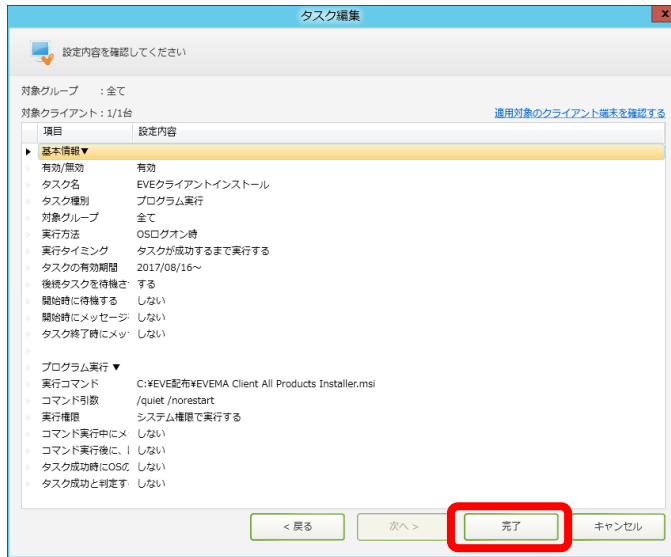 タスク編集
x
設定内容を確認してください
対象グループ ：全て
対象クライアント：1/1台
適用対象のクライアント端末を確認する
項目 設定内容
基本情報▼
有効/無効 有効
タスク名 EVEクライアントインストール
タスク種別 プログラム実行
対象グループ 全て
実行方法 OSログオン時
実行タイミング タスクが成功するまで実行する
タスクの有効期間 2017/08/16～
後続タスクを待機さ する
開始時に待機する しない
開始時にメッセージ しない
タスク終了時にメッ しない
プログラム実行 ▼
実行コマンド C:¥EVE配布¥EVEMA Client All Products Installer.msi
コマンド引数 /quiet /norestart
実行権限 システム権限で実行する
コマンド実行中にメ しない
コマンド実行後に、 しない
タスク成功時にOSの しない
タスク成功と判定す しない
< 戻る 次へ > 完了 キャンセル